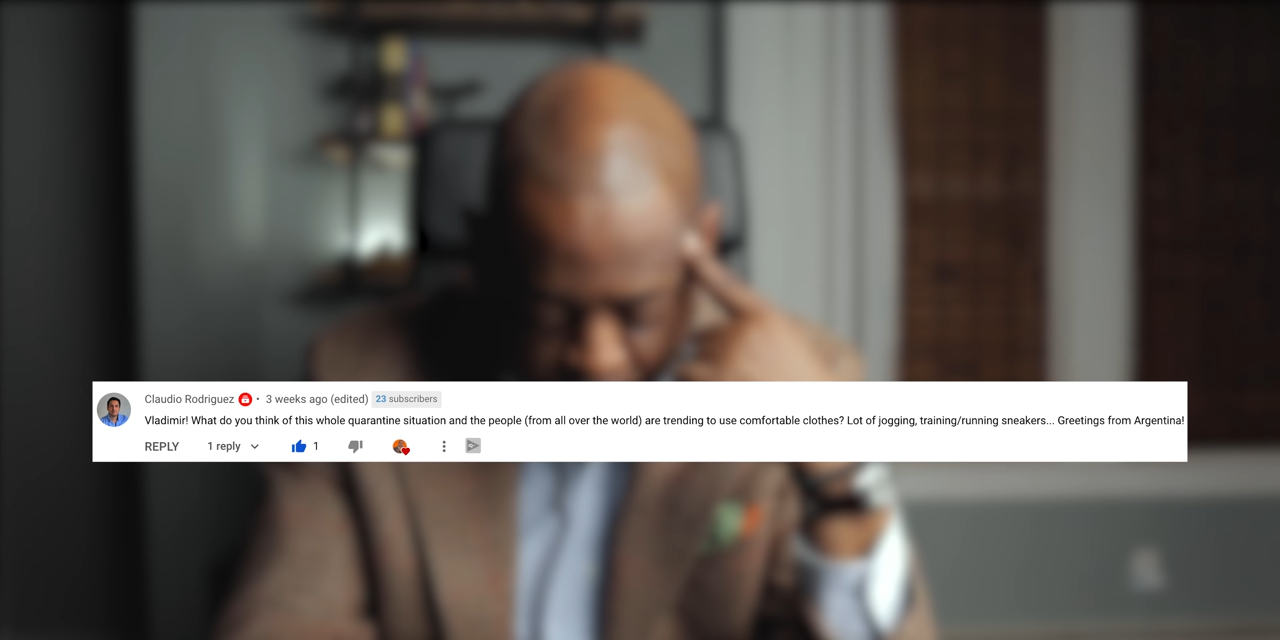 Claudio Rodriguez • 3 weeks ago (edited) 23 subscribers
Vladimir! What do you think of this whole quarantine situation and the people (from all over the world) are trending to use comfortable clothes? Lot of jogging, training/running sneakers... Greetings from Argentina!
REPLY 1 reply 1